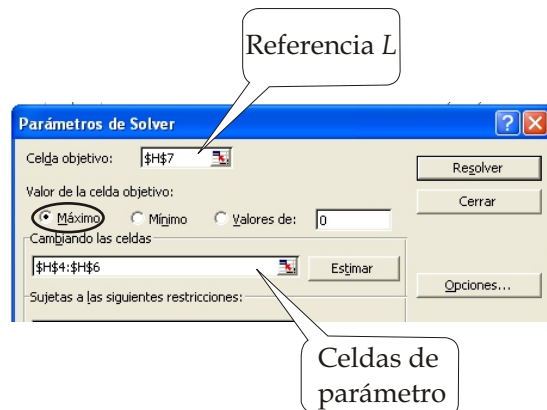 Referencia L
Parámetros de Solver
Celda objetivo: $H$7
Resolver
Valor de la celda objetivo:
Cerrar
Máximo Mínimo Valores de: 0
Cambiando las celdas
$H$4:$H$6 Estimar
Opciones...
Sujetas a las siguientes restricciones:
Celdas de
parámetro